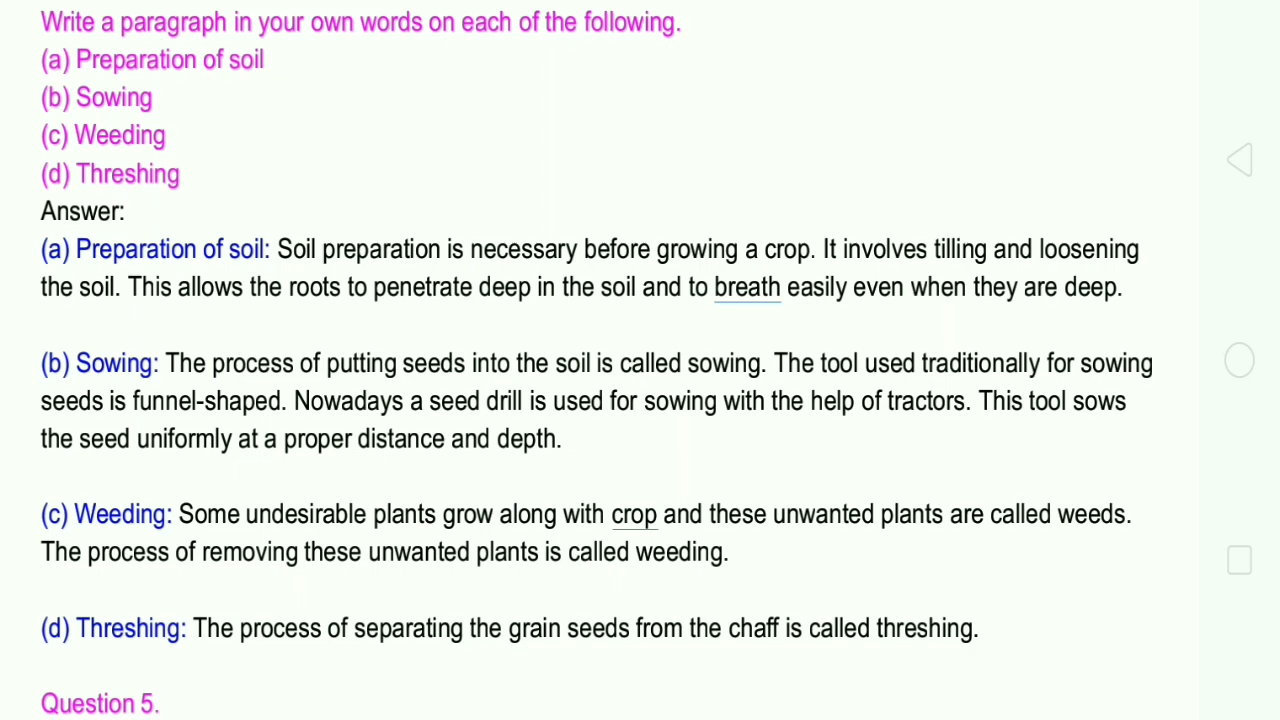 Write a paragraph in your own words on each of the following.
(a) Preparation of soil
(b) Sowing
(c) Weeding
(d) Threshing
Answer:
(a) Preparation of soil: Soil preparation is necessary before growing a crop. It involves tilling and loosening
the soil. This allows the roots to penetrate deep in the soil and to breath easily even when they are deep.
(b) Sowing: The process of putting seeds into the soil is called sowing. The tool used traditionally for sowing
seeds is funnel-shaped. Nowadays a seed drill is used for sowing with the help of tractors. This tool sows
the seed uniformly at a proper distance and depth.
(c) Weeding: Some undesirable plants grow along with crop and these unwanted plants are called weeds.
The process of removing these unwanted plants is called weeding.
(d) Threshing: The process of separating the grain seeds from the chaff is called threshing.
Question 5.